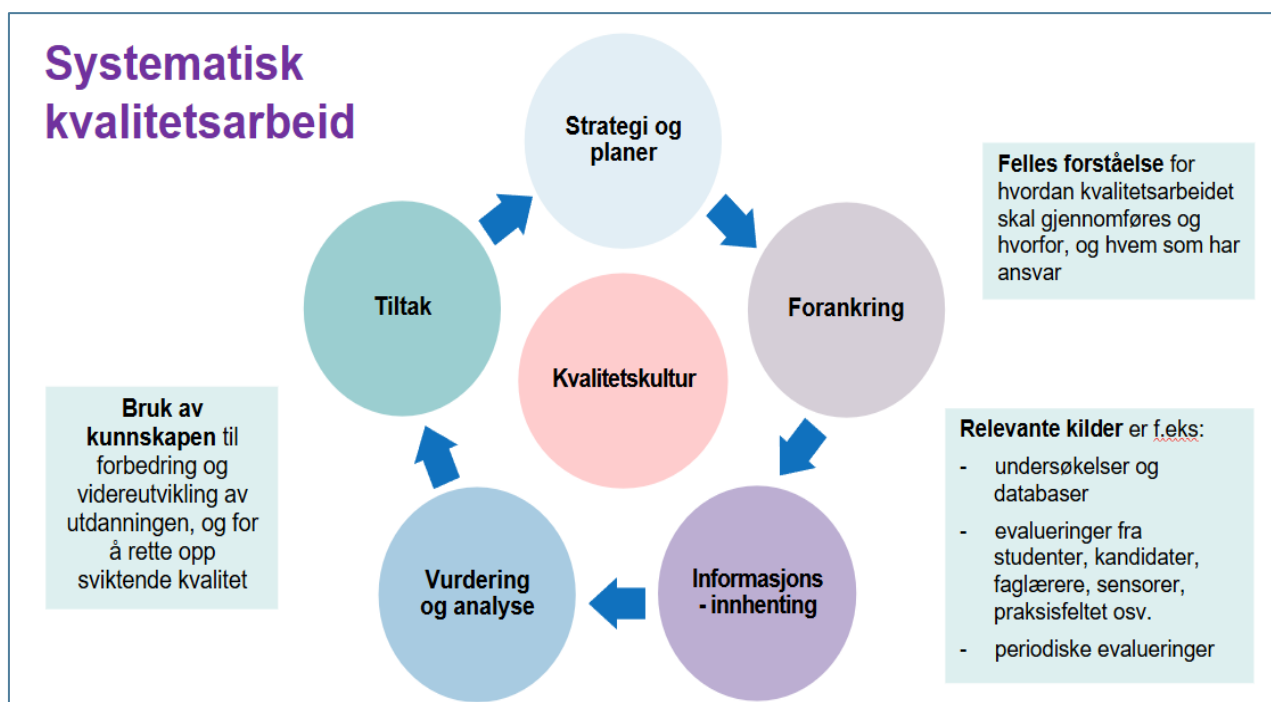 Systematisk
kvalitetsarbeid
Strategi og
planer
Forankring
Informasjons
- innhenting
Vurdering
og analyse
Tiltak
Kvalitetskultur
Felles forståelse for
hvordan kvalitetsarbeidet
skal gjennomføres og
hvorfor, og hvem som har
ansvar
Relevante kilder er f.eks:
- undersøkelser og
databaser
- evalueringer fra
studenter, kandidater,
faglærere, sensorer,
praksisfeltet osv.
- periodiske evalueringer
Bruk av
kunnskapen til
forbedring og
videreutvikling av
utdanningen, og for
å rette opp
sviktende kvalitet